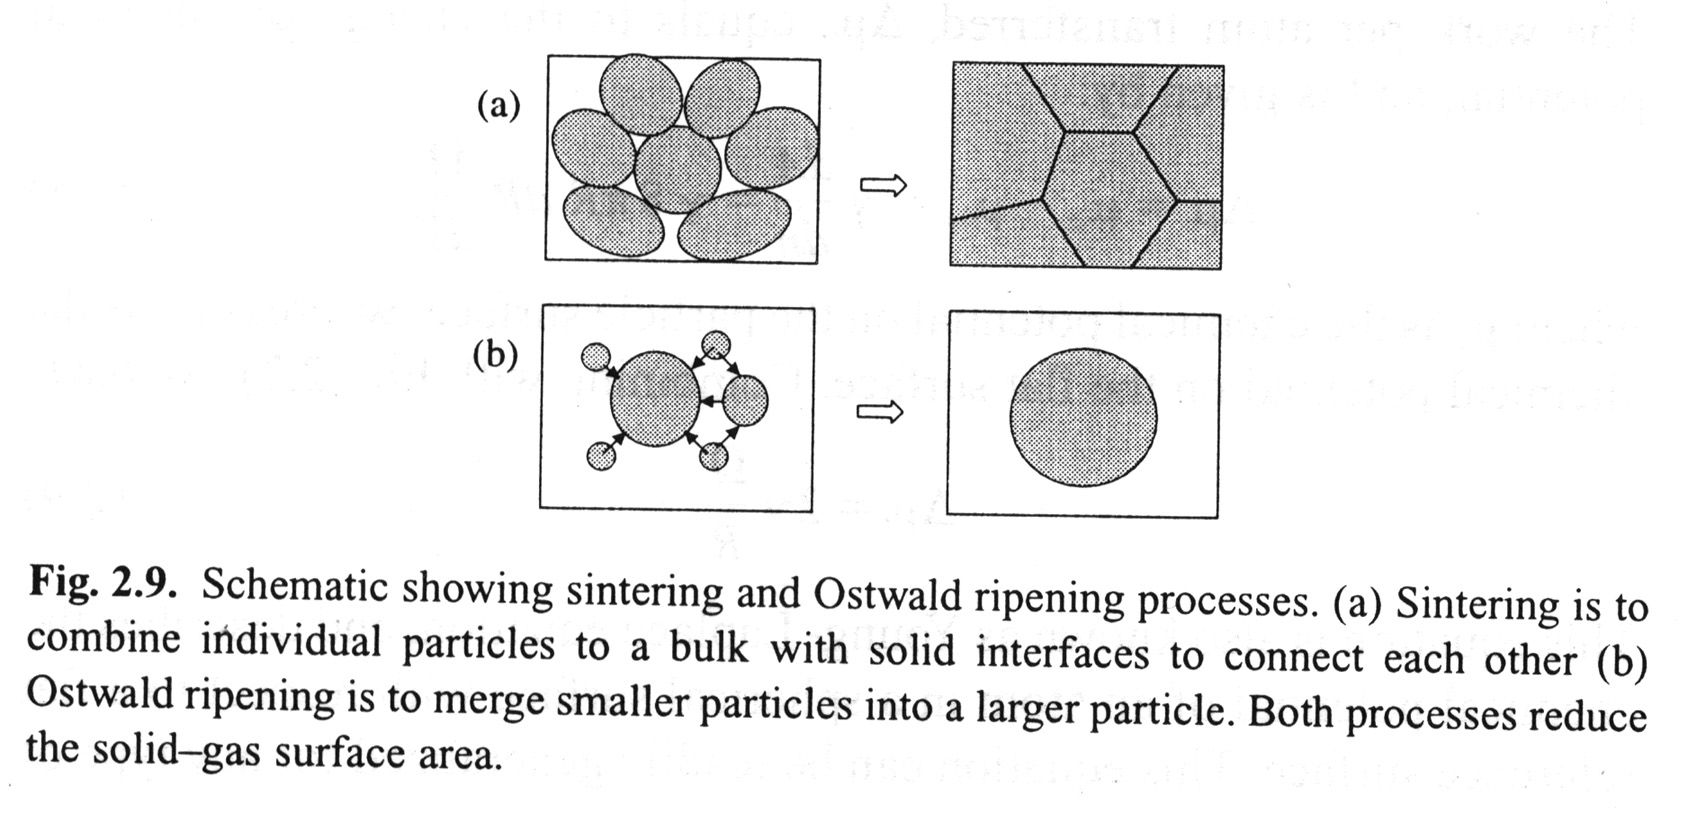 (a)
(b)
Fig. 2.9. Schematic showing sintering and Ostwald ripening processes. (a) Sintering is to
combine individual particles to a bulk with solid interfaces to connect each other (b)
Ostwald ripening is to merge smaller particles into a larger particle. Both processes reduce
the solid–gas surface area.